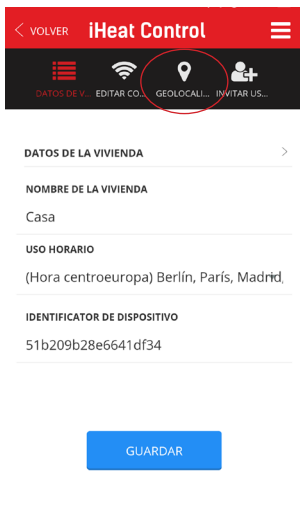 < VOLVER iHeat Control
DATOS DE V... EDITAR CO... GEOLOCALI... INVITAR US...
DATOS DE LA VIVIENDA >
NOMBRE DE LA VIVIENDA
Casa
USO HORARIO
(Hora centroeuropa) Berlín, París, Madrid,
IDENTIFICATOR DE DISPOSITIVO
51b209b28e6641df34
GUARDAR